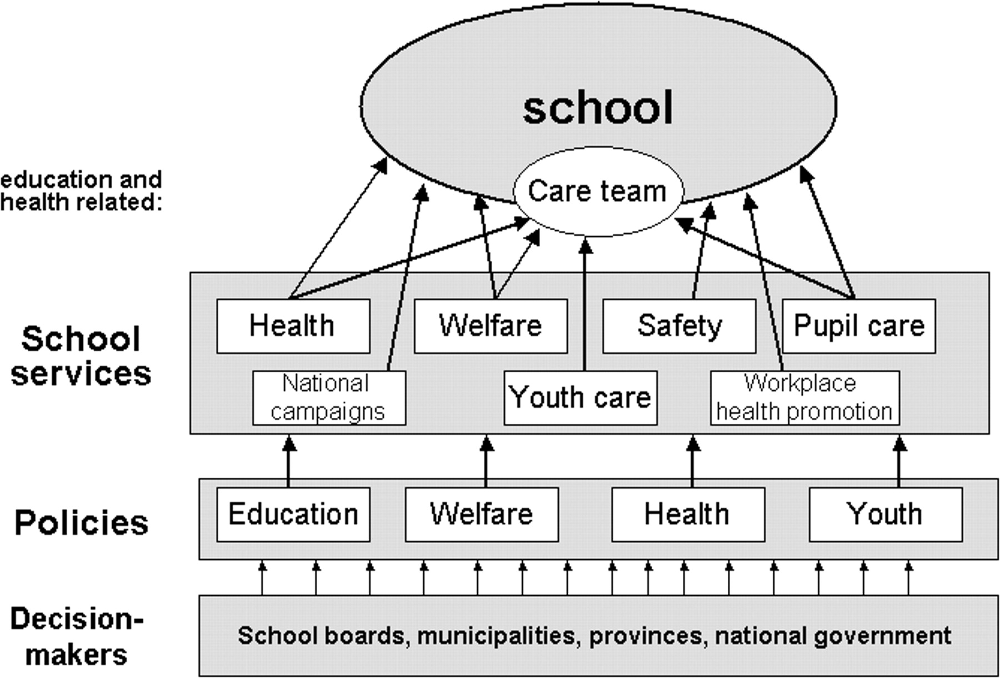 school
Care team
education and
health related:
School
services
Health
Welfare
Safety
Pupil care
National
campaigns
Youth care
Workplace
health promotion
Policies
Education
Welfare
Health
Youth
Decision-
makers
School boards, municipalities, provinces, national government